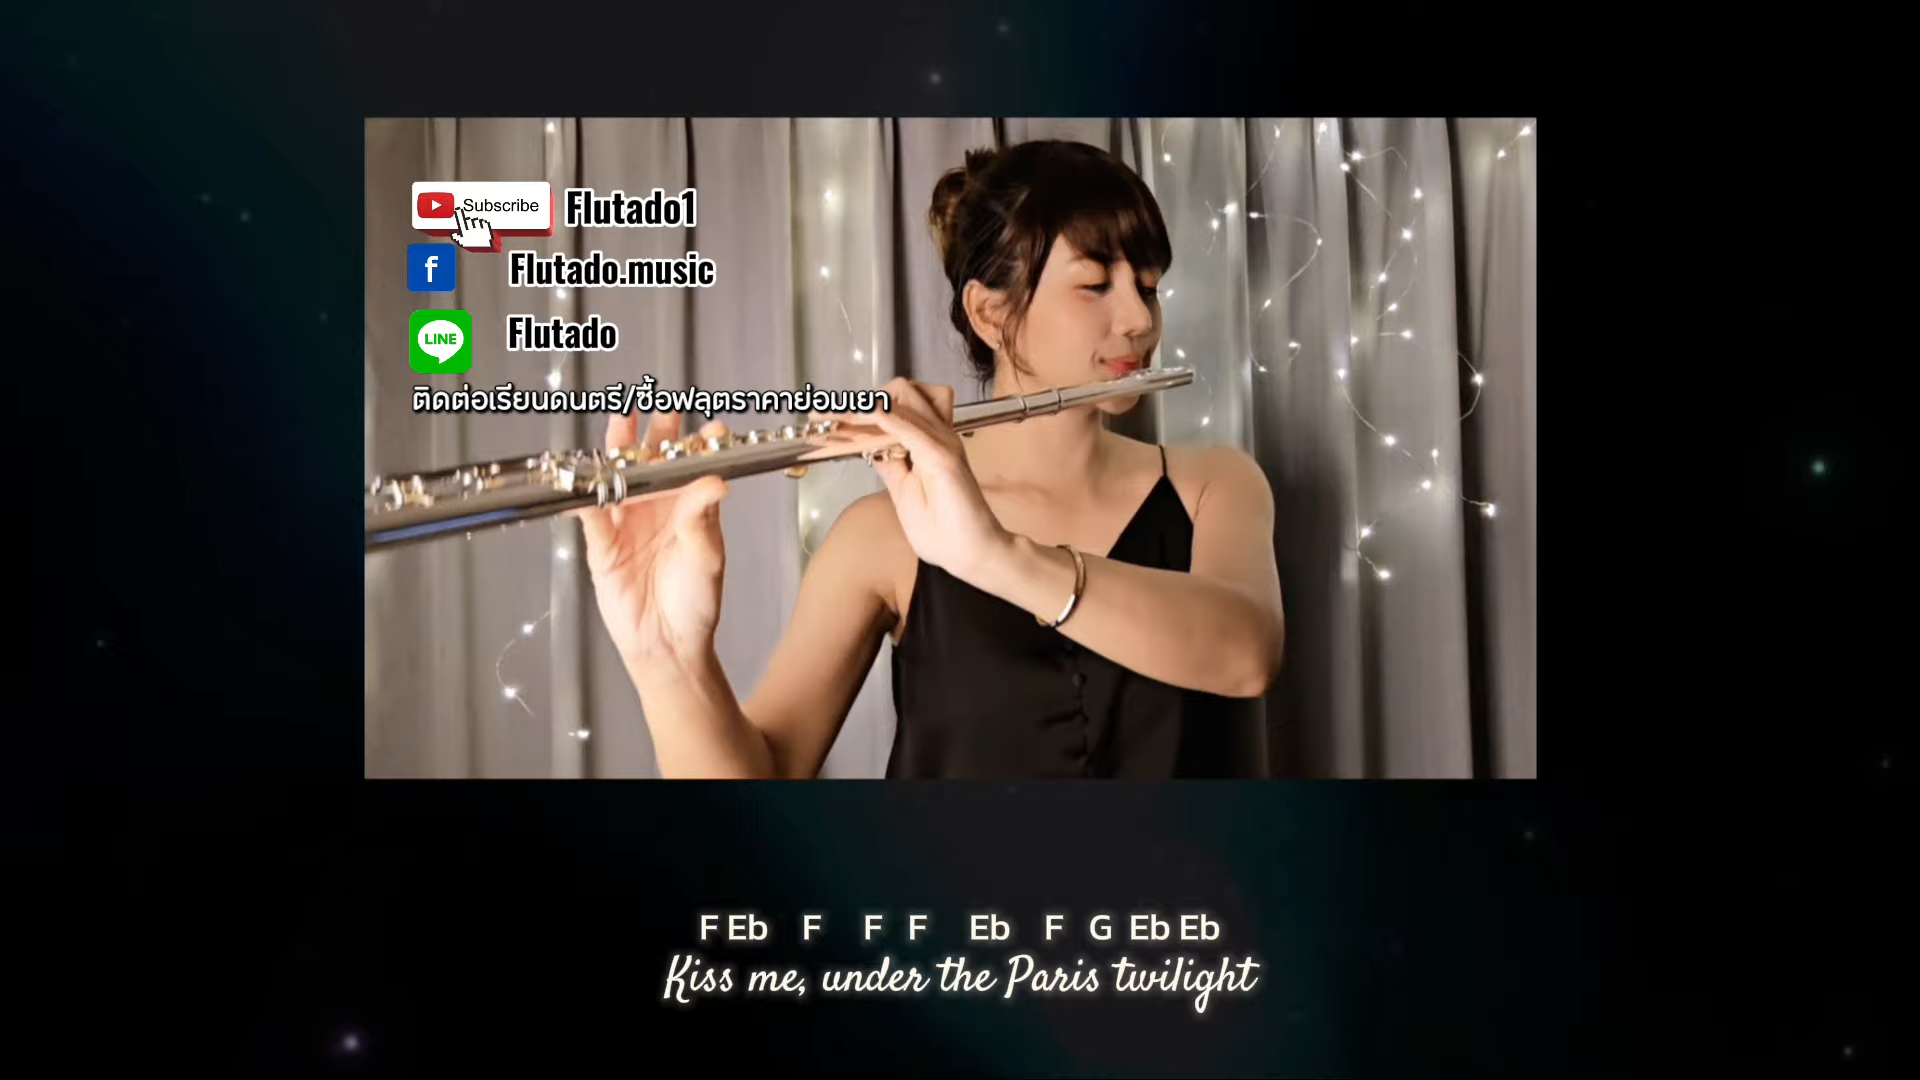 Subscribe Flutado1
f Flutado.music
LINE Flutado
ติดต่อเรียนดนตรี/ซื้อฟลุตราคาย่อมเยา
F Eb F F F Eb F G Eb Eb
Kiss me, under the Paris twilight